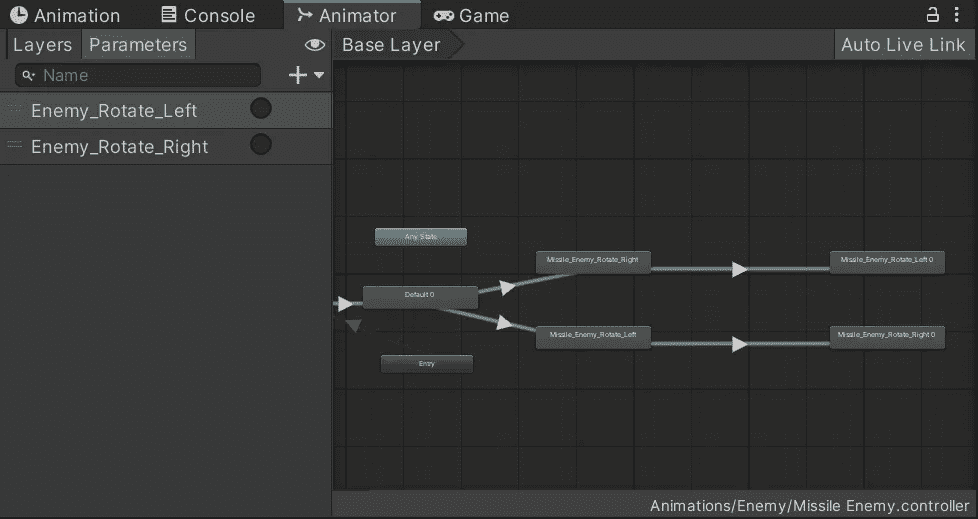 Animation Console Animator Game
Layers Parameters Base Layer Auto Live Link
Name
Enemy_Rotate_Left
Enemy_Rotate_Right
Any State
Missile_Enemy_Rotate_Right Missile_Enemy_Rotate_Left 0
Default 0
Missile_Enemy_Rotate_Left Missile_Enemy_Rotate_Right 0
Entry
Animations/Enemy/Missile Enemy.controller